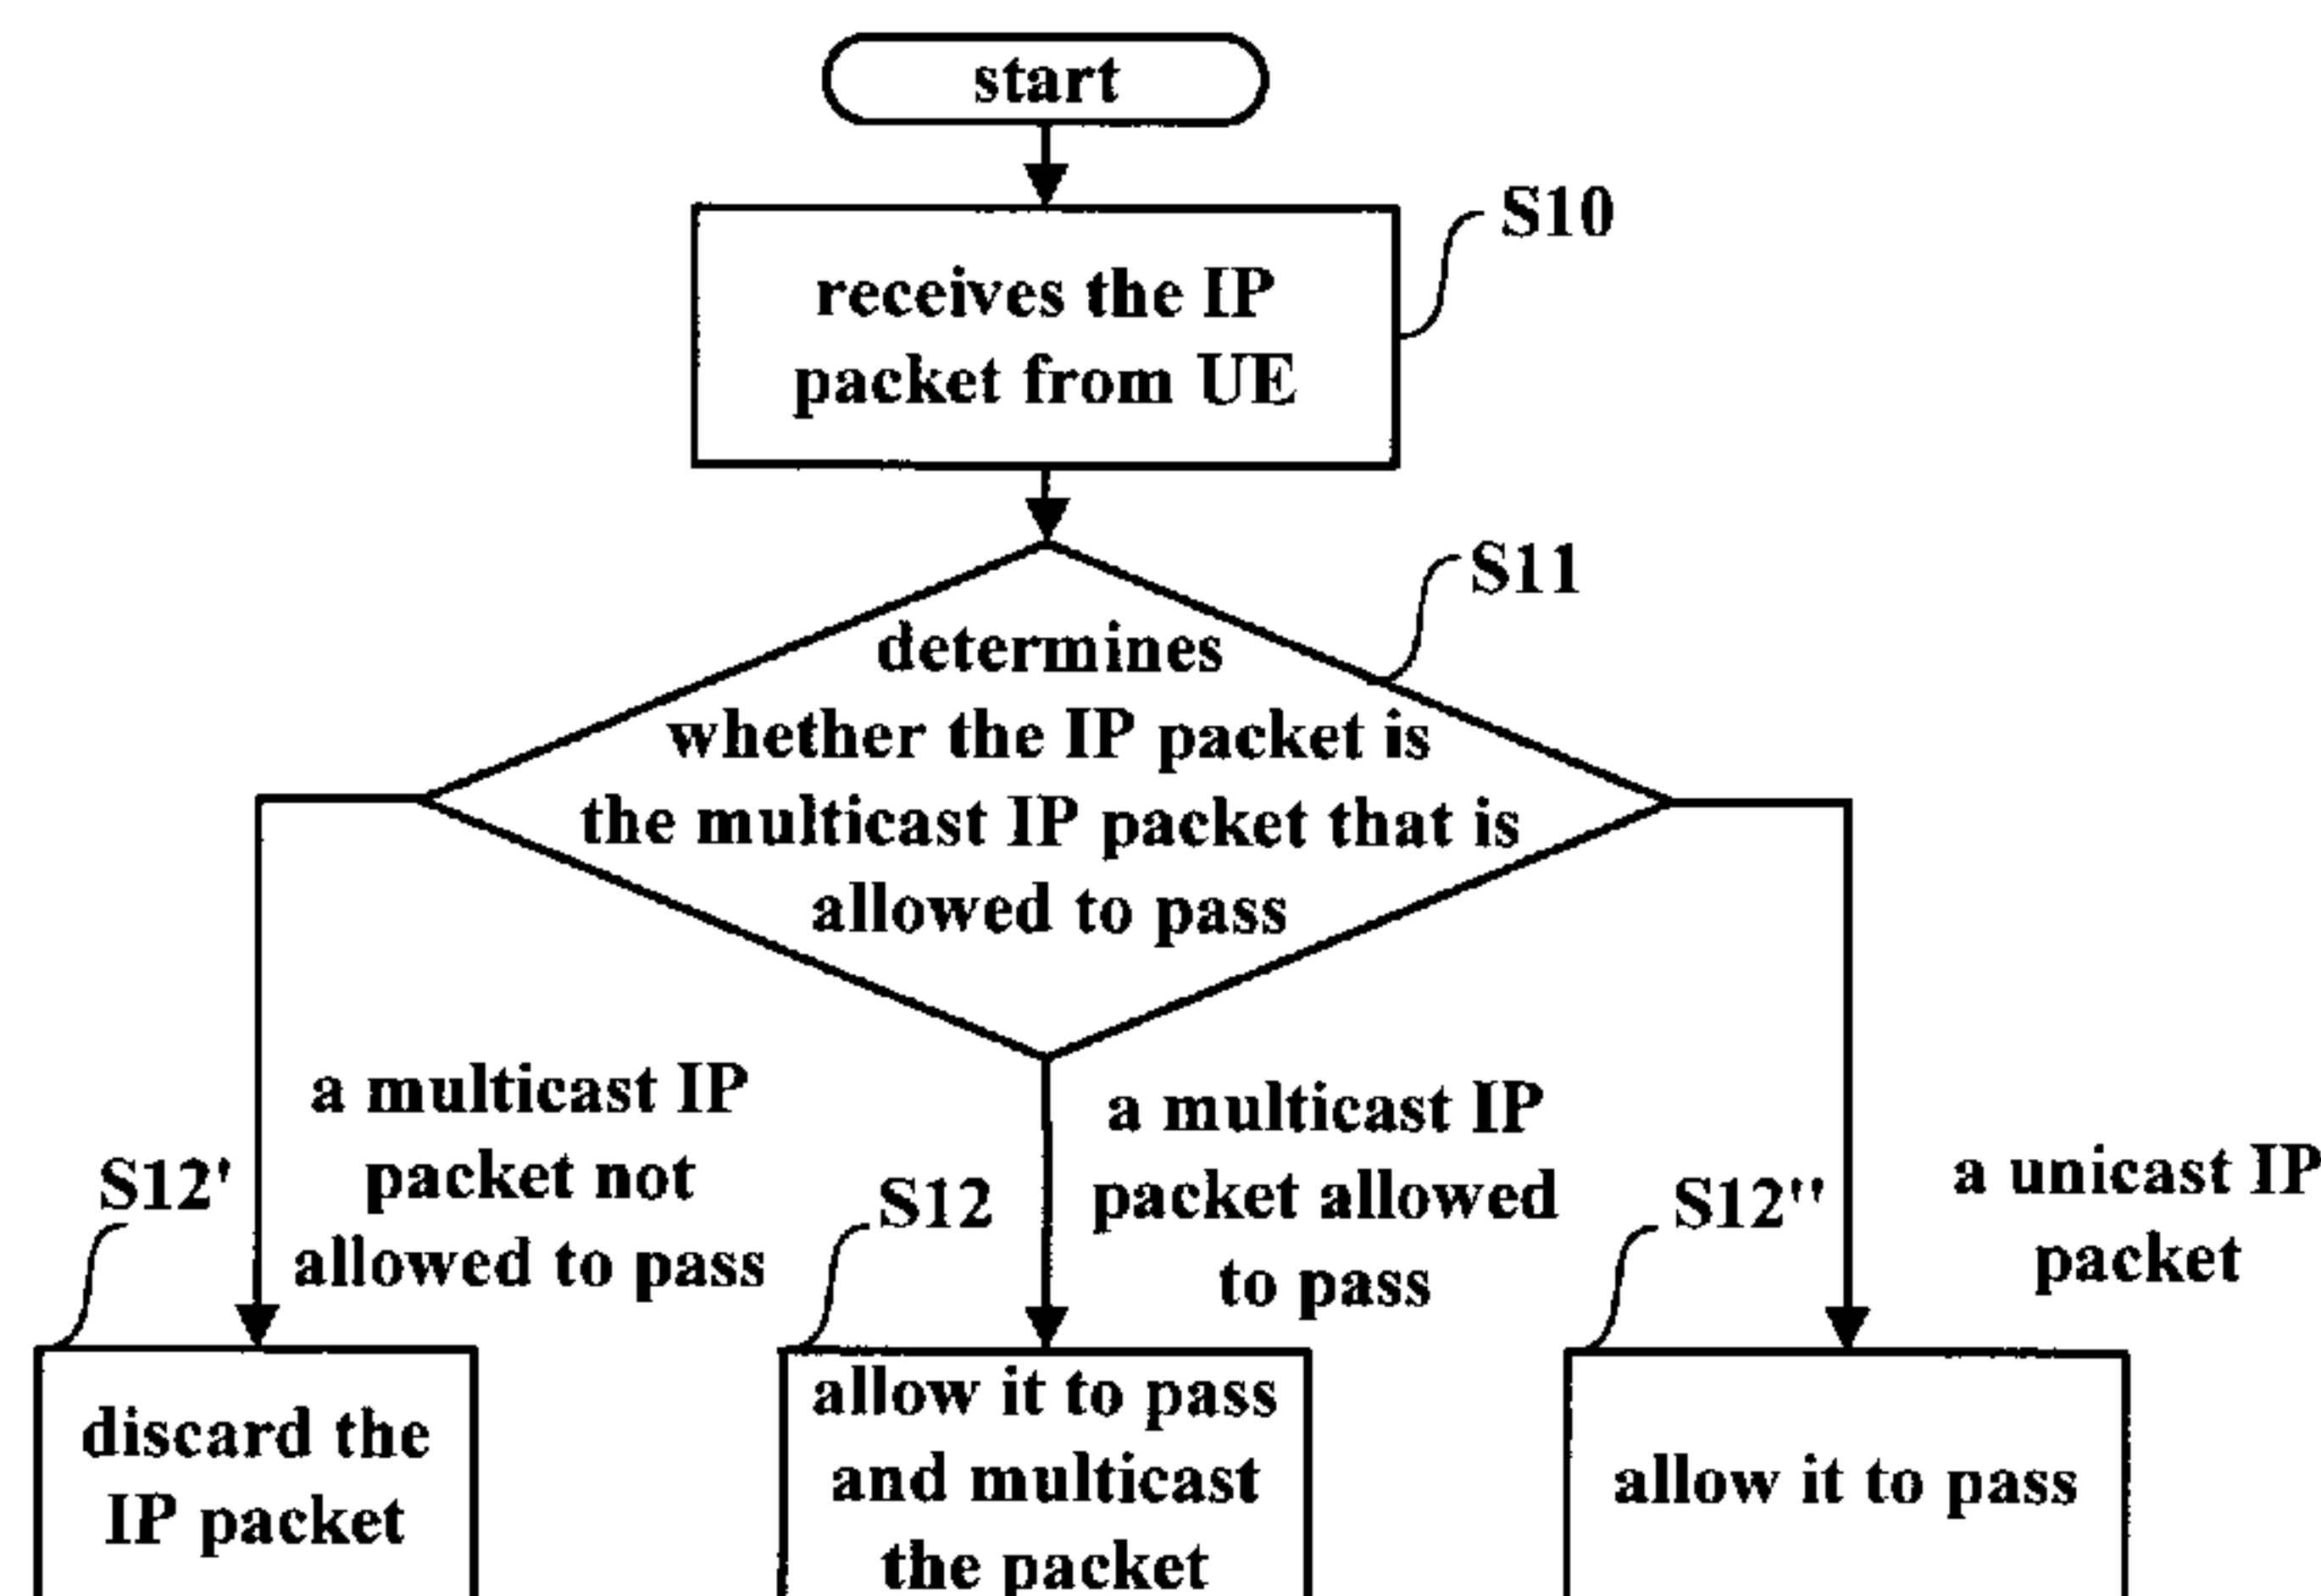 start
S10
receives the IP
packet from UE
S11
determines
whether the IP packet is
the multicast IP packet that is
allowed to pass
a multicast IP
packet not
allowed to pass
a multicast IP
packet allowed
to pass
a unicast IP
packet
S12'
S12
S12''
discard the
IP packet
allow it to pass
and multicast
the packet
allow it to pass